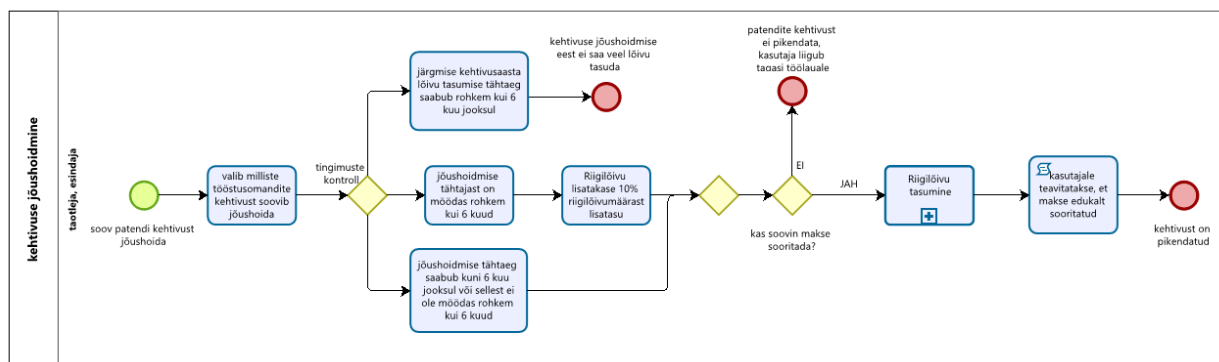 kehtivuse jõushoidmine
taotleja, esindaja
soov patendi kehtivust
jõushoida
valib milliste
tööstusomandite
kehtivust soovib
jõushoida
tingimuste
kontroll
järgmise kehtivusaasta
lõivu tasumise tähtaeg
saabub rohkem kui 6
kuu jooksul
kehtivuse jõushoidmise
eest ei saa veel lõivu
tasuda
jõushoidmise
tähtajast on
möödas rohkem
kui 6 kuud
Riigilõivu
lisatakase 10%
riigilõivumäärast
lisatasu
jõushoidmise tähtaeg
saabub kuni 6 kuu
jooksul või sellest ei
ole möödas rohkem
kui 6 kuud
patendite kehtivust
ei pikendata,
kasutaja liigub
tagasi töölauale
EI
kas soovin makse
sooritada?
JAH
Riigilõivu
tasumine
kasutajale
teavitatakse, et
makse edukalt
sooritatud
kehtivust on
pikendatud